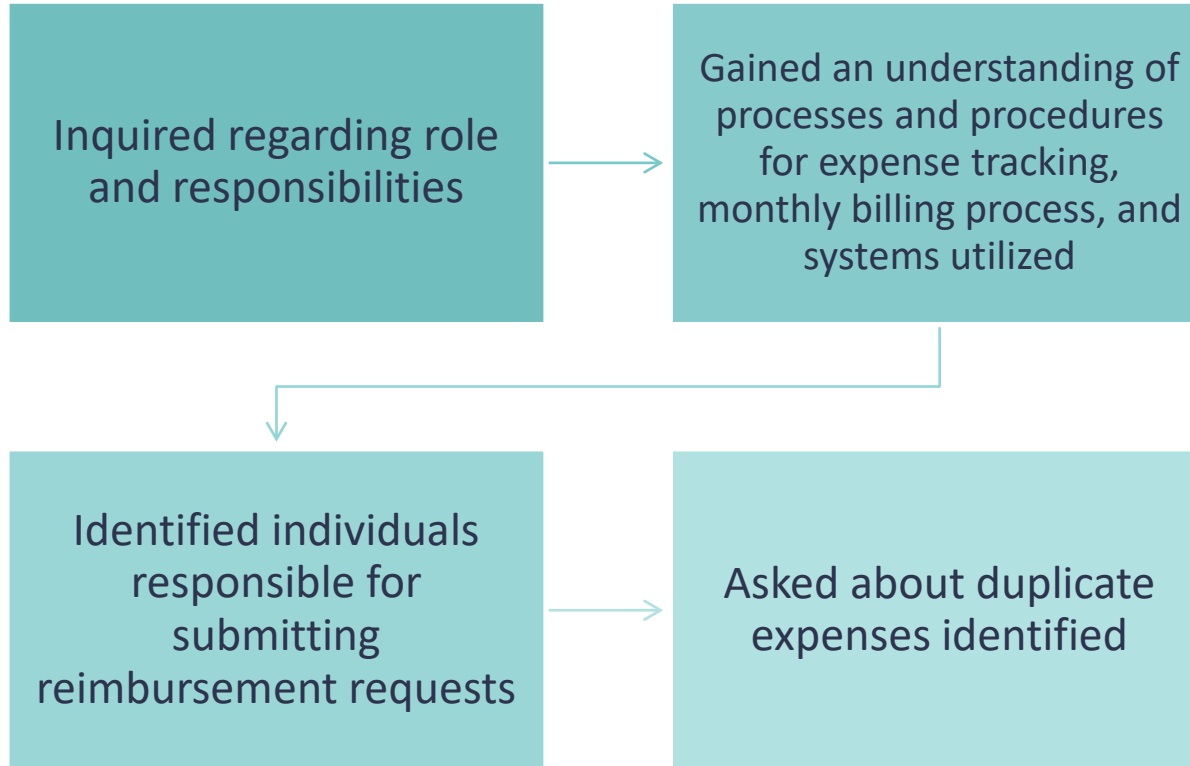 Inquired regarding role
and responsibilities
Gained an understanding of
processes and procedures
for expense tracking,
monthly billing process, and
systems utilized
Identified individuals
responsible for
submitting
reimbursement requests
Asked about duplicate
expenses identified